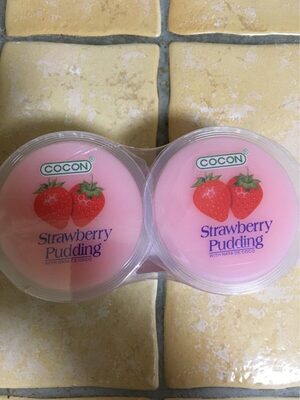 COCON
Strawberry
Pudding
WITH NATA DE COCO
COCON
Strawberry
Pudding
WITH NATA DE COCO